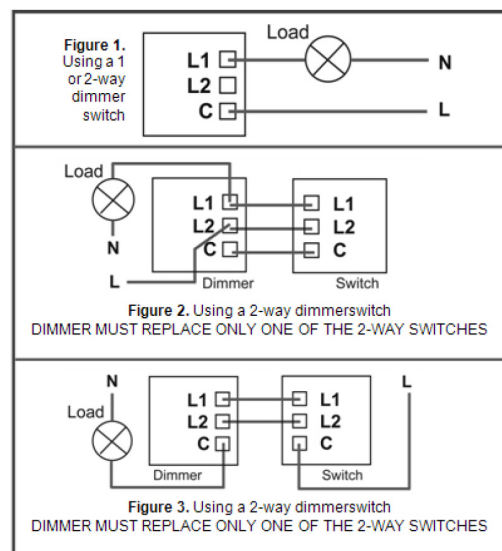 Figure 1.
Using a 1
or 2-way
dimmer
switch
L1
L2
C
Load
N
L
Load
N
L
L1
L2
C
Dimmer
L1
L2
C
Switch
Figure 2. Using a 2-way dimmerswitch
DIMMER MUST REPLACE ONLY ONE OF THE 2-WAY SWITCHES
N
Load
L1
L2
C
Dimmer
L1
L2
C
Switch
L
Figure 3. Using a 2-way dimmerswitch
DIMMER MUST REPLACE ONLY ONE OF THE 2-WAY SWITCHES